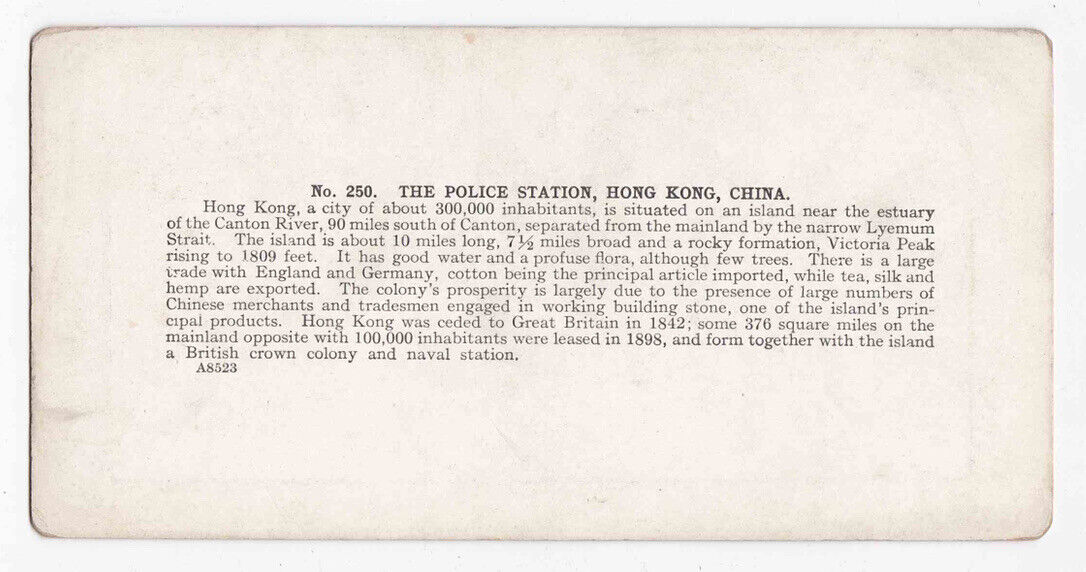 No. 250. THE POLICE STATION, HONG KONG, CHINA.
Hong Kong, a city of about 300,000 inhabitants, is situated on an island near the estuary
of the Canton River, 90 miles south of Canton, separated from the mainland by the narrow Lyemum
Strait. The island is about 10 miles long, 7½ miles broad and a rocky formation, Victoria Peak
rising to 1809 feet. It has good water and a profuse flora, although few trees. There is a large
trade with England and Germany, cotton being the principal article imported, while tea, silk and
hemp are exported. The colony's prosperity is largely due to the presence of large numbers of
Chinese merchants and tradesmen engaged in working building stone, one of the island's prin-
cipal products. Hong Kong was ceded to Great Britain in 1842; some 376 square miles on the
mainland opposite with 100,000 inhabitants were leased in 1898, and form together with the island
a British crown colony and naval station.
A8523